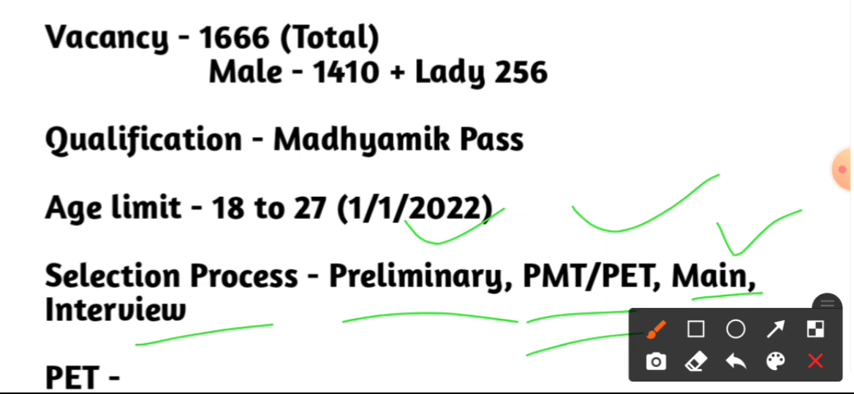 Vacancy - 1666 (Total)
Male - 1410 + Lady 256
Qualification - Madhyamik Pass
Age limit - 18 to 27 (1/1/2022)
Selection Process - Preliminary, PMT/PET, Main,
Interview
PET -